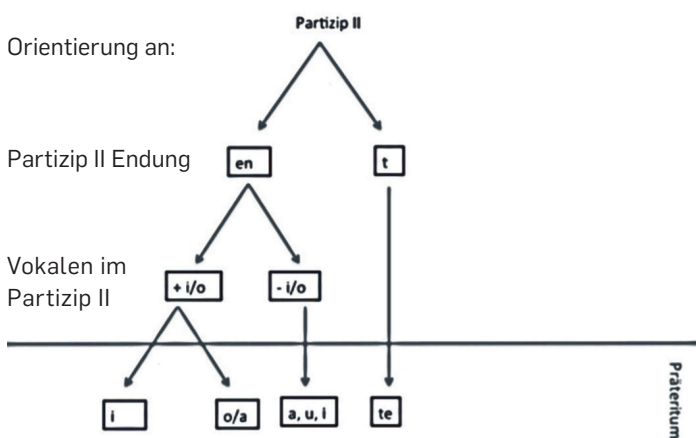 Partizip II
Orientierung an:
Partizip II Endung
en
t
Vokalen im
Partizip II
+ i/o
- i/o
Präteritum
i
o/a
a, u, i
te